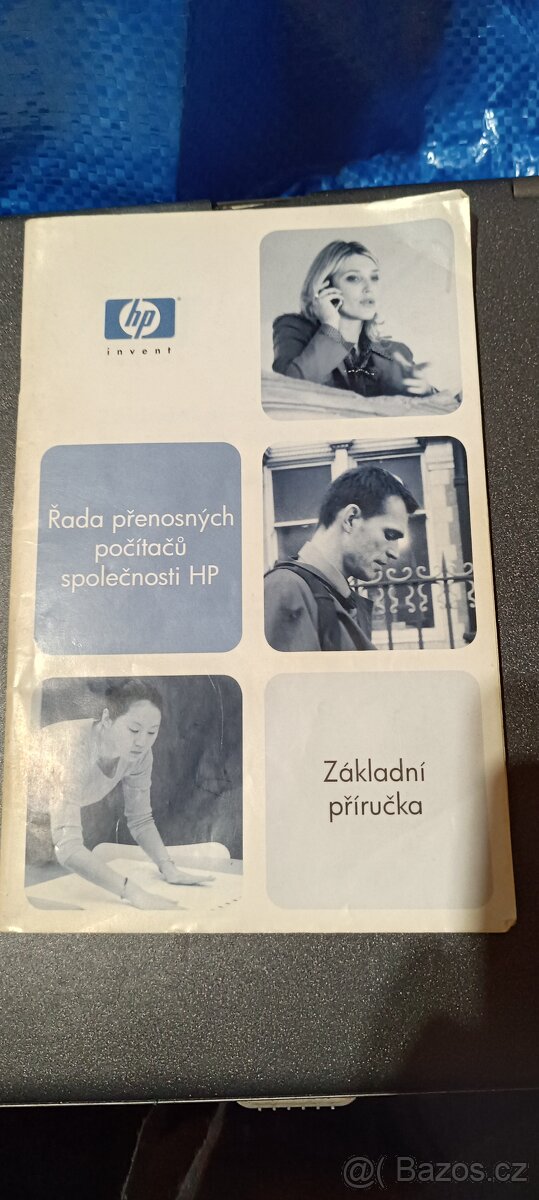 hp
invent
Řada přenosných
počítačů
společnosti HP
Základní
příručka
@( Bazos.cz